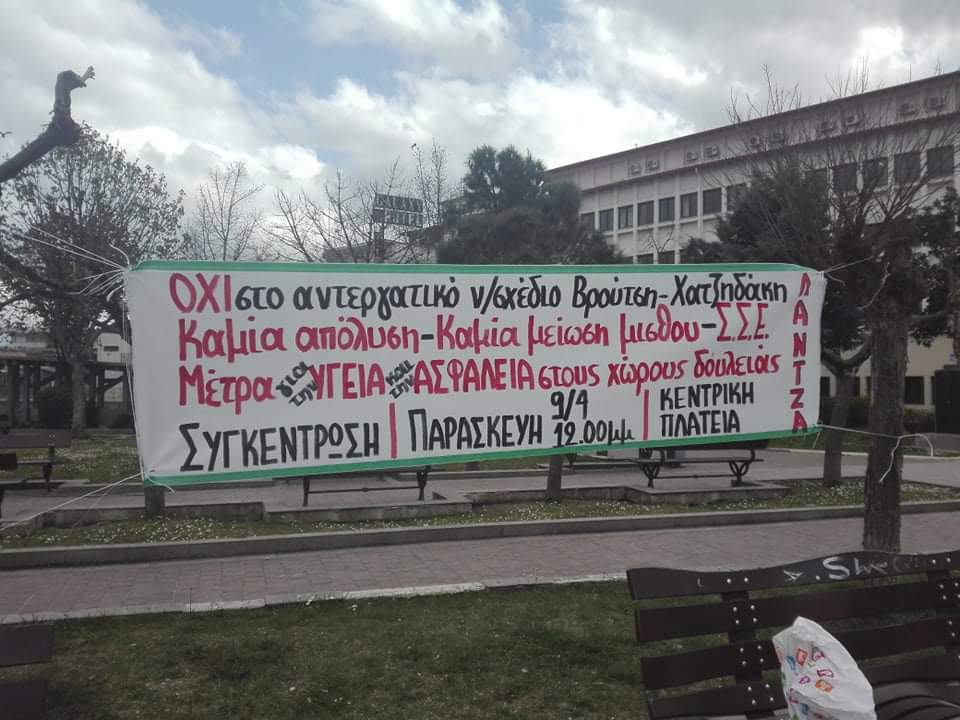 ΟΧΙ στο αντεργατικό ν/σχέδιο Βρούτση-Χατζηδάκη
Καμία απόλυση-Καμία μείωση μισθού-Σ.Σ.Ε
Μέτρα για την ΥΓΕΙΑ και την ΑΣΦΑΛΕΙΑ στους χώρους δουλειάς
ΣΥΓΚΕΝΤΡΩΣΗ | ΠΑΡΑΣΚΕΥΗ 9/4 12.00μμ | ΚΕΝΤΡΙΚΗ ΠΛΑΤΕΙΑ
ΛΑΝΤΖΑ